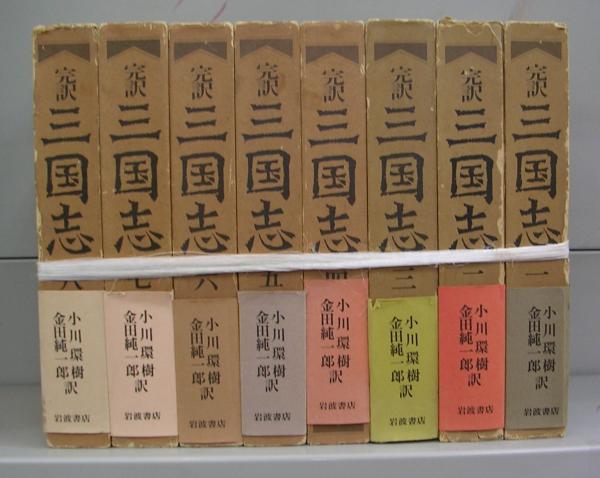 完訳 三国志 一
小川環樹
金田純一郎訳
岩波書店
完訳 三国志 二
小川環樹
金田純一郎訳
岩波書店
完訳 三国志 三
小川環樹
金田純一郎訳
岩波書店
完訳 三国志 四
小川環樹
金田純一郎訳
岩波書店
完訳 三国志 五
小川環樹
金田純一郎訳
岩波書店
完訳 三国志 六
小川環樹
金田純一郎訳
岩波書店
完訳 三国志 七
小川環樹
金田純一郎訳
岩波書店
完訳 三国志 八
小川環樹
金田純一郎訳
岩波書店